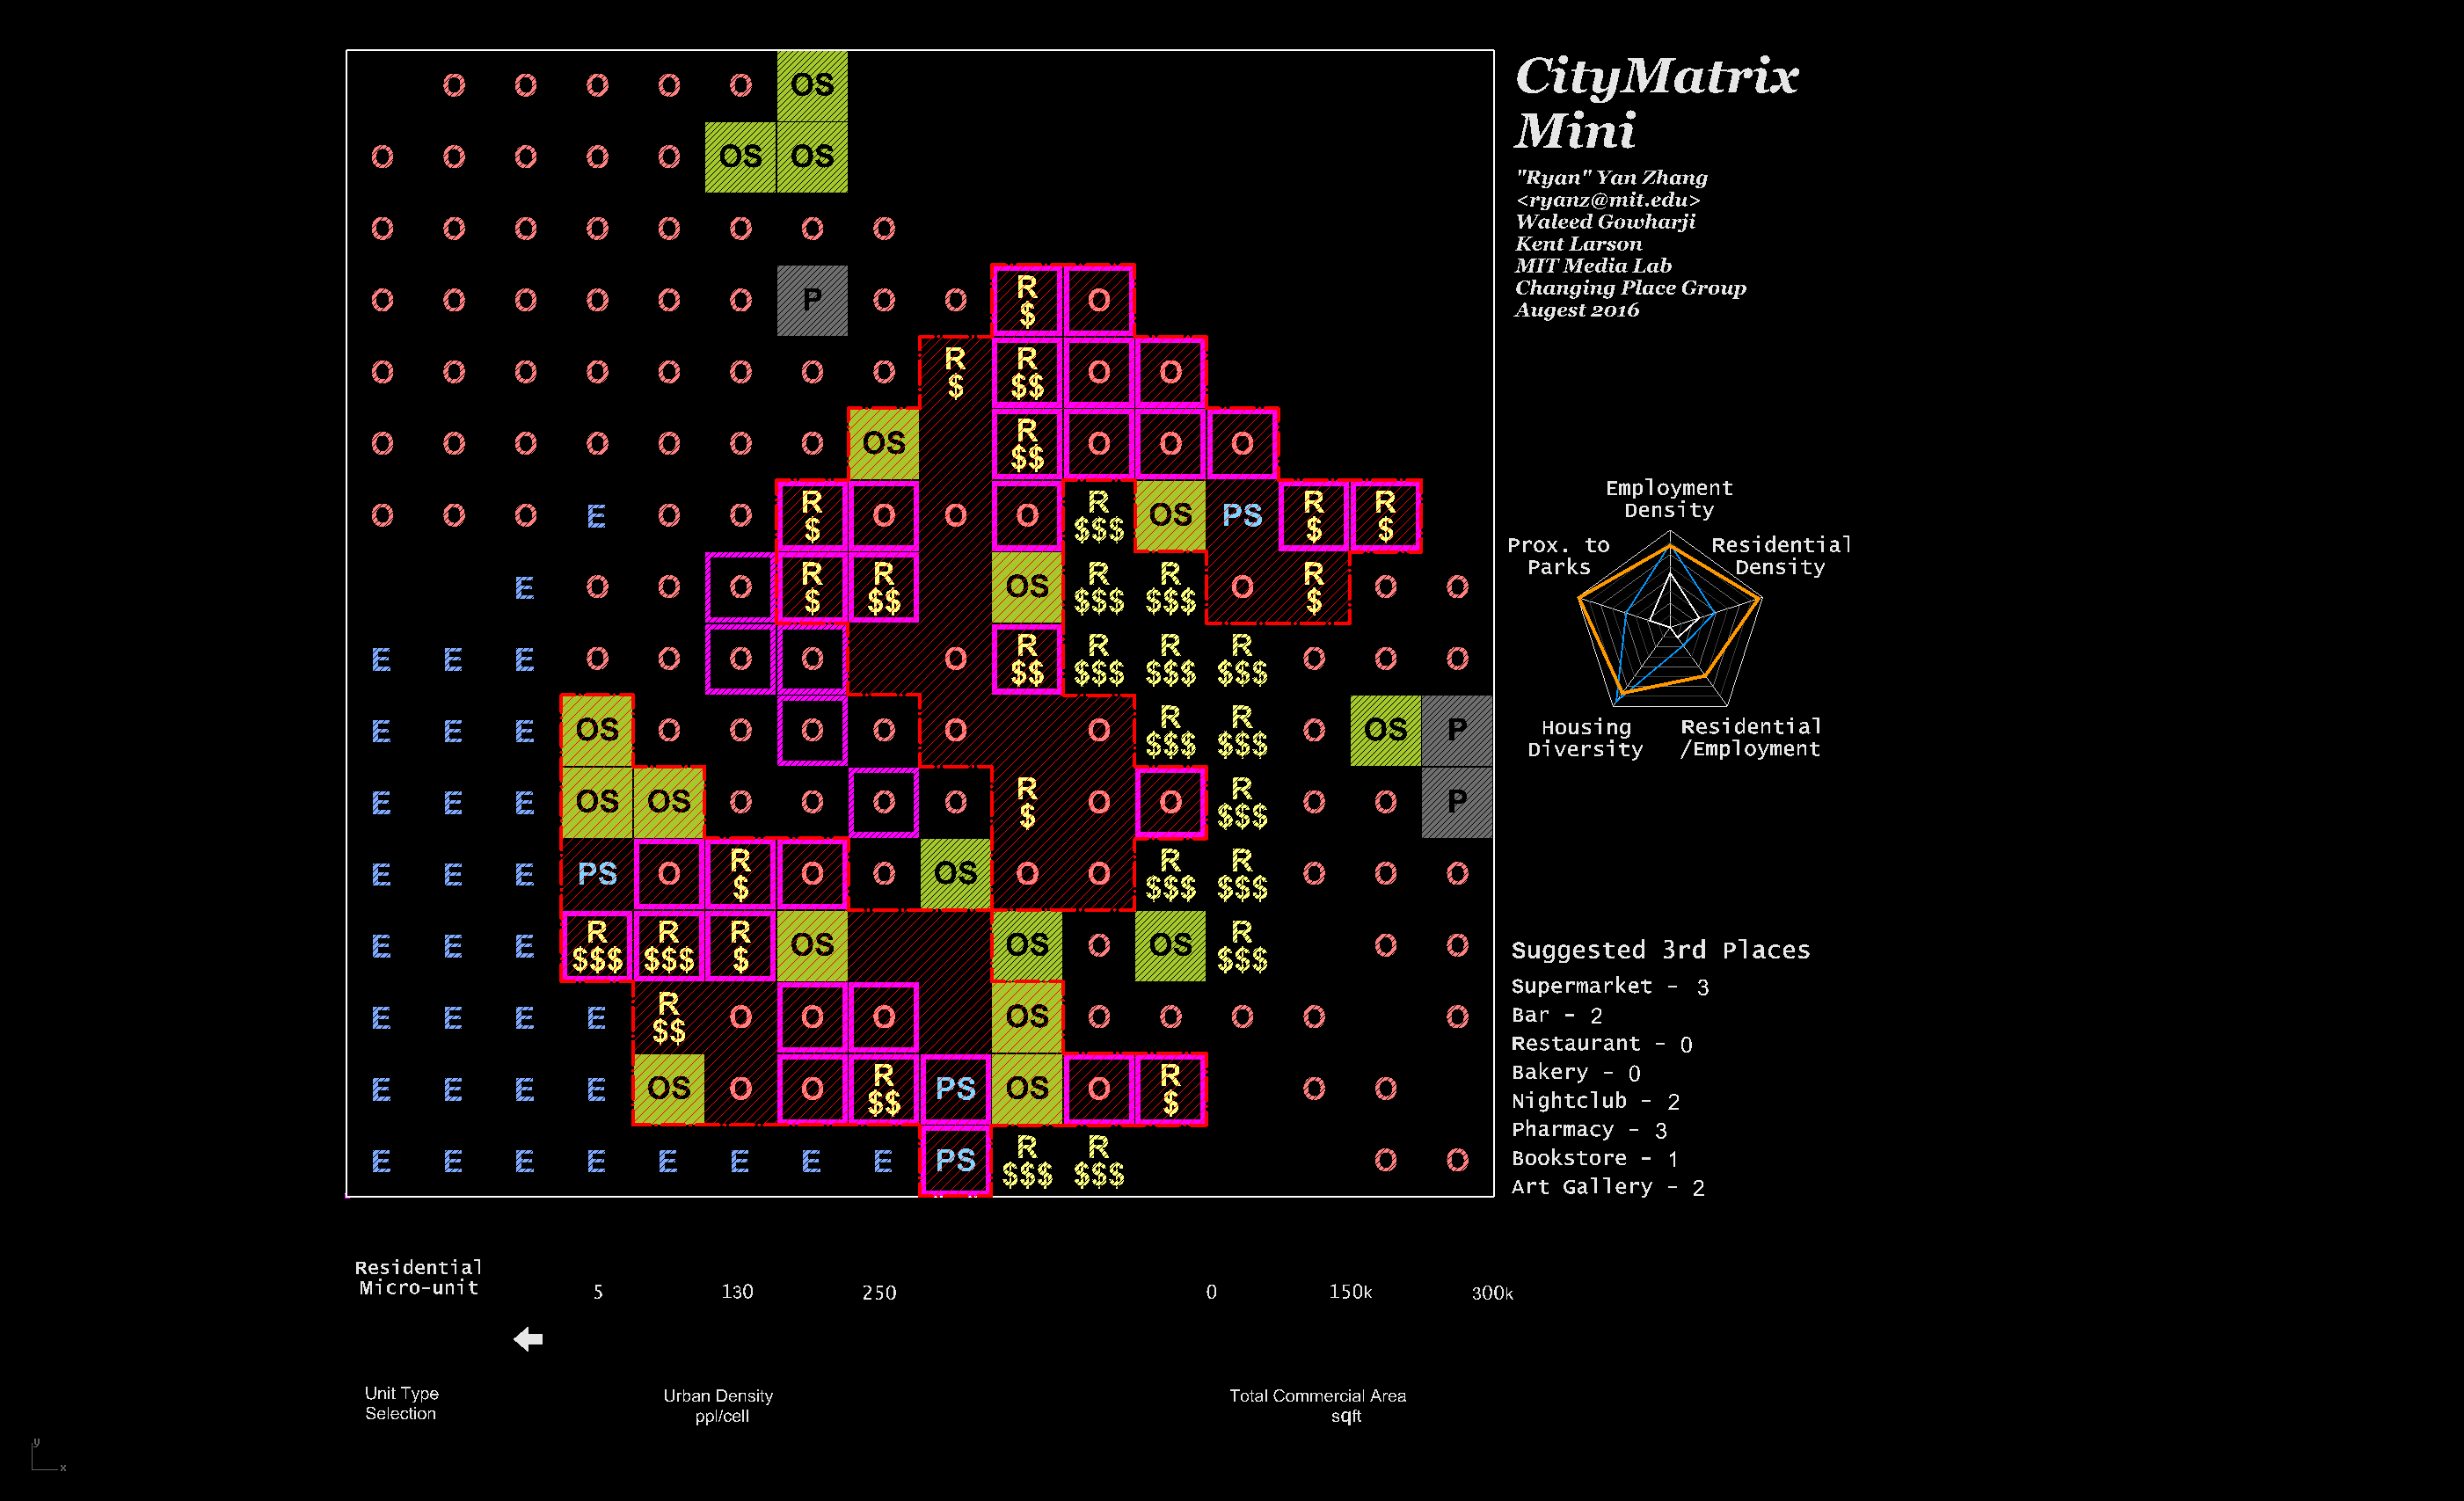 CityMatrix
Mini
"Ryan" Yan Zhang
<ryanz@mit.edu>
Waleed Gowharji
Kent Larson
MIT Media Lab
Changing Place Group
Augest 2016
O O O O O OS
O O O O O OS OS
O O O O O O O O
O O O O O O P O O R $ O
O O O O O O O O R $ R $$ O O
O O O O O O O OS R $$ O O O
O O O E O O R $ O O O R $$$ OS PS R $ R $
E O O O R $ R $$ OS R $$$ R $$$ O R $ O O
E E E O O O O O R $$ R $$$ R $$$ R $$$ O O O
E E E OS O O O O O O R $$$ R $$$ O OS P
E E E OS OS O O O O R $ O O R $$$ O O P
E E E PS O R $ O O OS O O R $$$ R $$$ O O O
E E E R $$$ R $$$ R $ OS OS O OS R $$$ O O
E E E E R $$ O O O OS O O O O O
E E E E OS O O R $$ PS OS O R $ O O
E E E E E E E E PS R $$$ R $$$ O O
Employment
Density
Prox. to
Parks
Residential
Density
Housing
Diversity
Residential
/Employment
Suggested 3rd Places
Supermarket - 3
Bar - 2
Restaurant - 0
Bakery - 0
Nightclub - 2
Pharmacy - 3
Bookstore - 1
Art Gallery - 2
Residential
Micro-unit
5 130 250 0 150k 300k
Unit Type
Selection
Urban Density
ppl/cell
Total Commercial Area
sqft
y
x